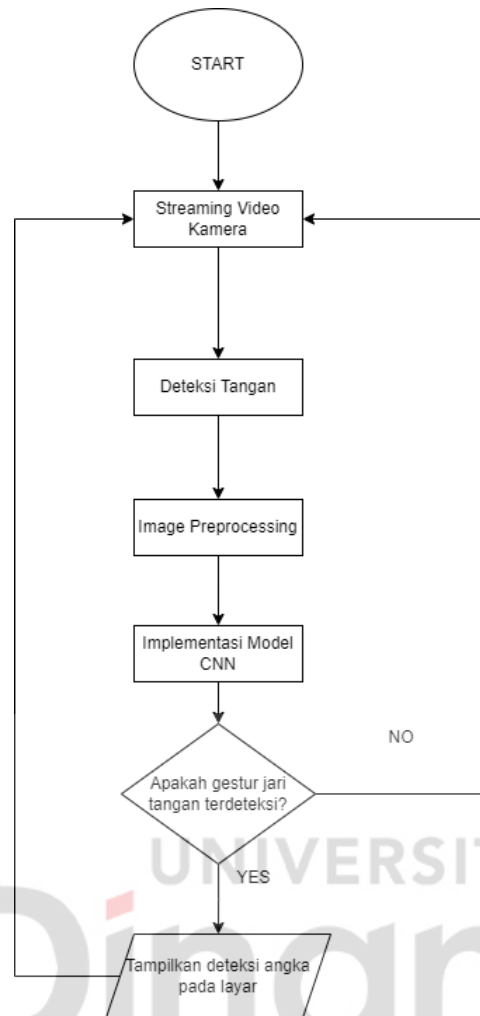 START
Streaming Video
Kamera
Deteksi Tangan
Image Preprocessing
Implementasi Model
CNN
NO
Apakah gestur jari
tangan terdeteksi?
UNIVERSIT
YES
Dinar
Tampilkan deteksi angka
pada layar